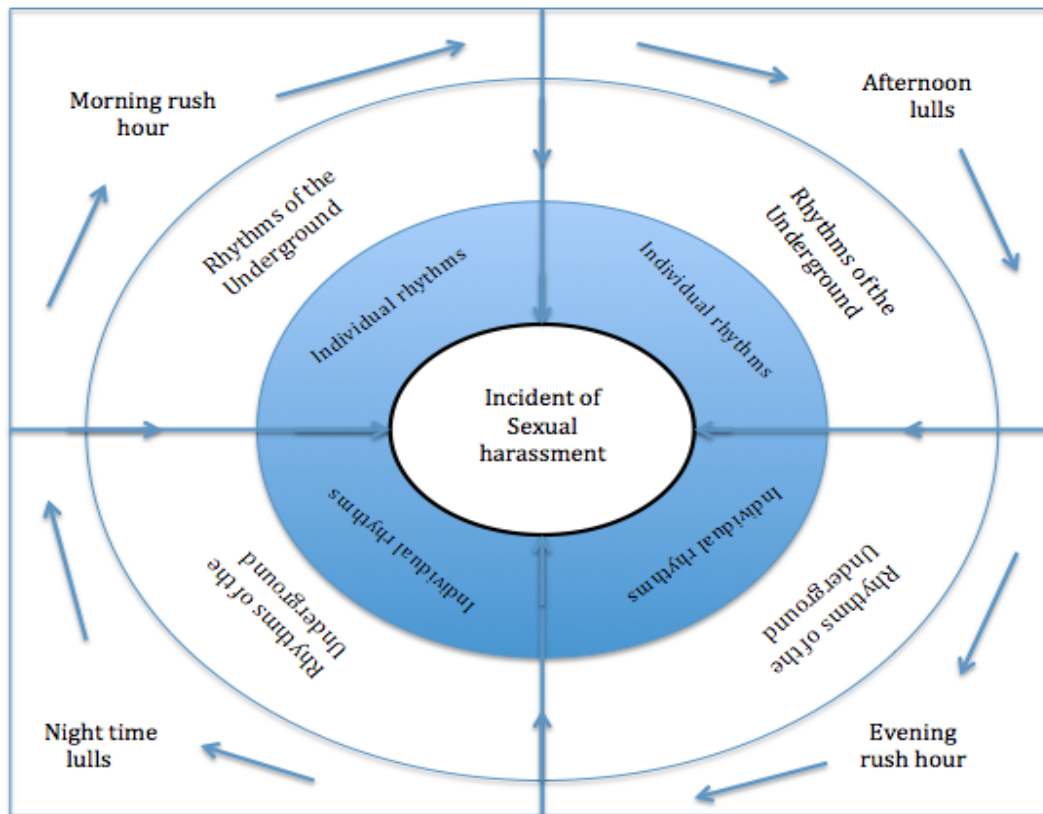 Morning rush
hour
Afternoon
lulls
Rhythms of the
Underground
Rhythms of the
Underground
Individual rhythms
Individual rhythms
Incident of
Sexual
harassment
Individual rhythms
Individual rhythms
Rhythms of the
Underground
Rhythms of the
Underground
Night time
lulls
Evening
rush hour